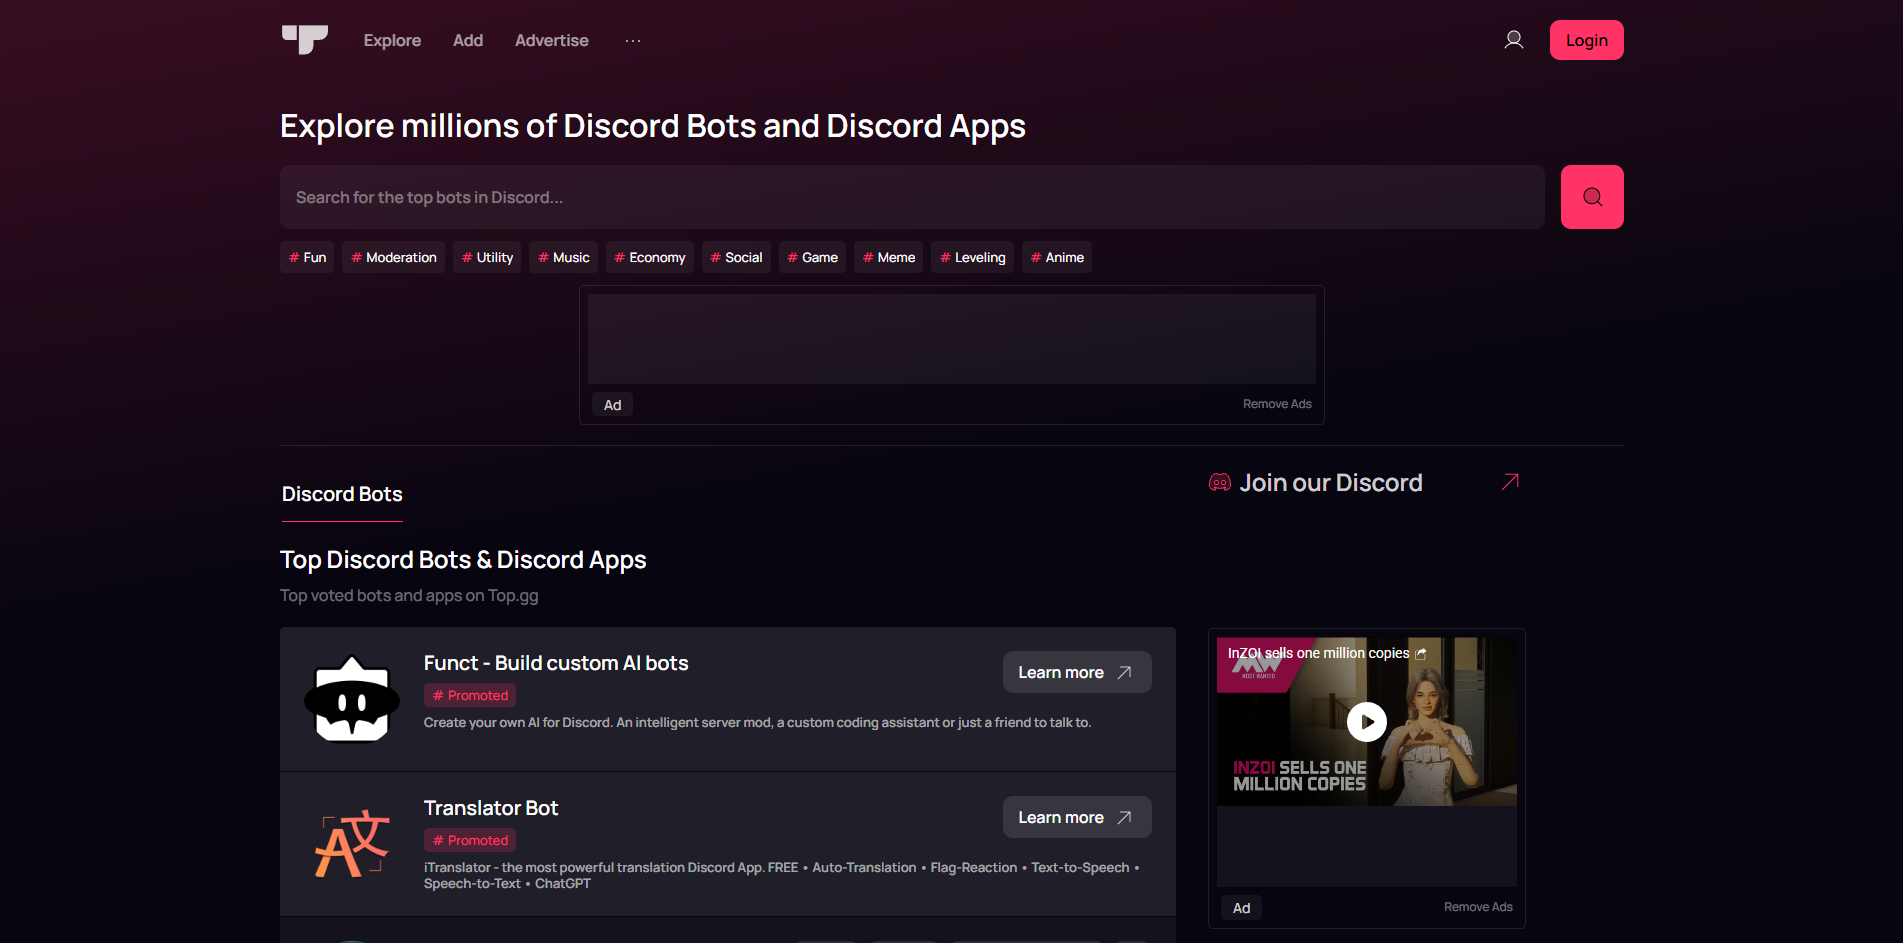 Explore
Add
Advertise
Login
Explore millions of Discord Bots and Discord Apps
Search for the top bots in Discord...
# Fun
# Moderation
# Utility
# Music
# Economy
# Social
# Game
# Meme
# Leveling
# Anime
Ad
Remove Ads
Discord Bots
Join our Discord
Top Discord Bots & Discord Apps
Top voted bots and apps on Top.gg
Funct - Build custom AI bots
# Promoted
Create your own AI for Discord. An intelligent server mod, a custom coding assistant or just a friend to talk to.
Learn more
Translator Bot
# Promoted
iTranslator - the most powerful translation Discord App. FREE • Auto-Translation • Flag-Reaction • Text-to-Speech •
Speech-to-Text • ChatGPT
Learn more
InZOI sells one million copies
MW
MOST WANTED
INZOI SELLS ONE
MILLION COPIES
Ad
Remove Ads